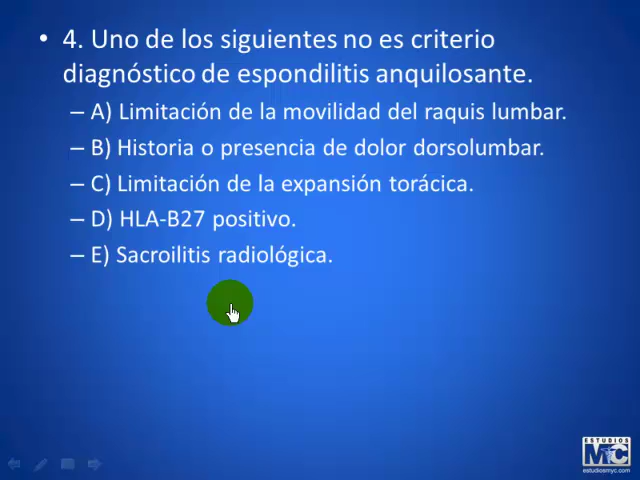 • 4. Uno de los siguientes no es criterio
diagnóstico de espondilitis anquilosante.
– A) Limitación de la movilidad del raquis lumbar.
– B) Historia o presencia de dolor dorsolumbar.
– C) Limitación de la expansión torácica.
– D) HLA-B27 positivo.
– E) Sacroilitis radiológica.
ESTUDIOS
MyC
estudiosmyc.com